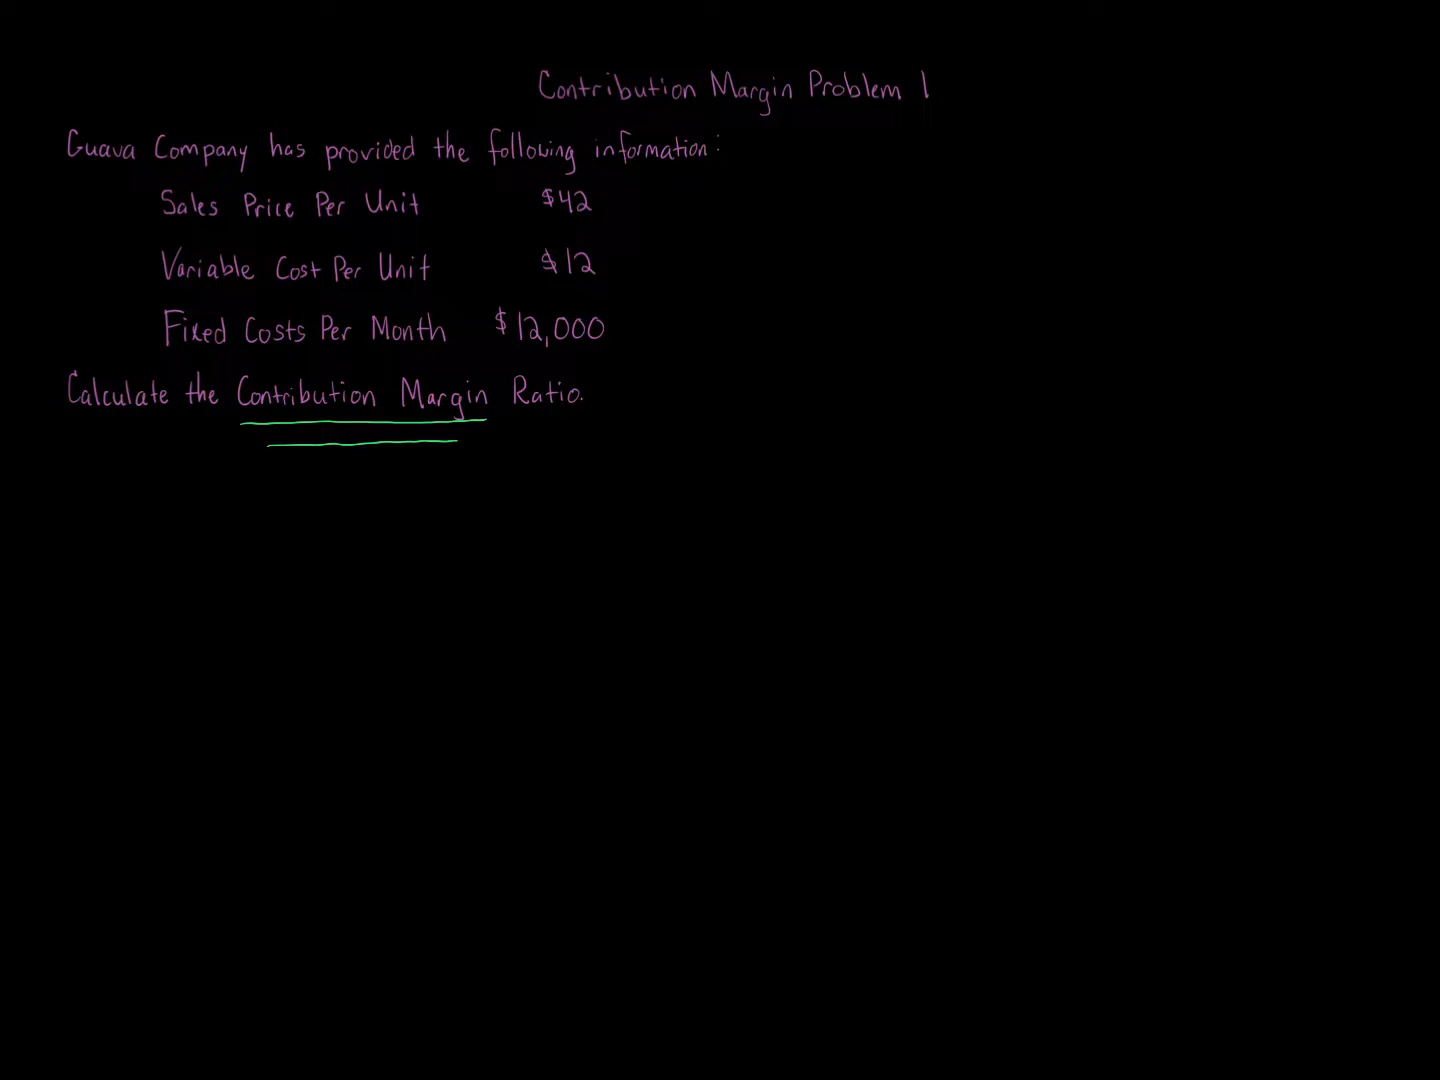 Contribution Margin Problem 1
Guava Company has provided the following information:
Sales Price Per Unit $42
Variable Cost Per Unit $12
Fixed Costs Per Month $12,000
Calculate the Contribution Margin Ratio.